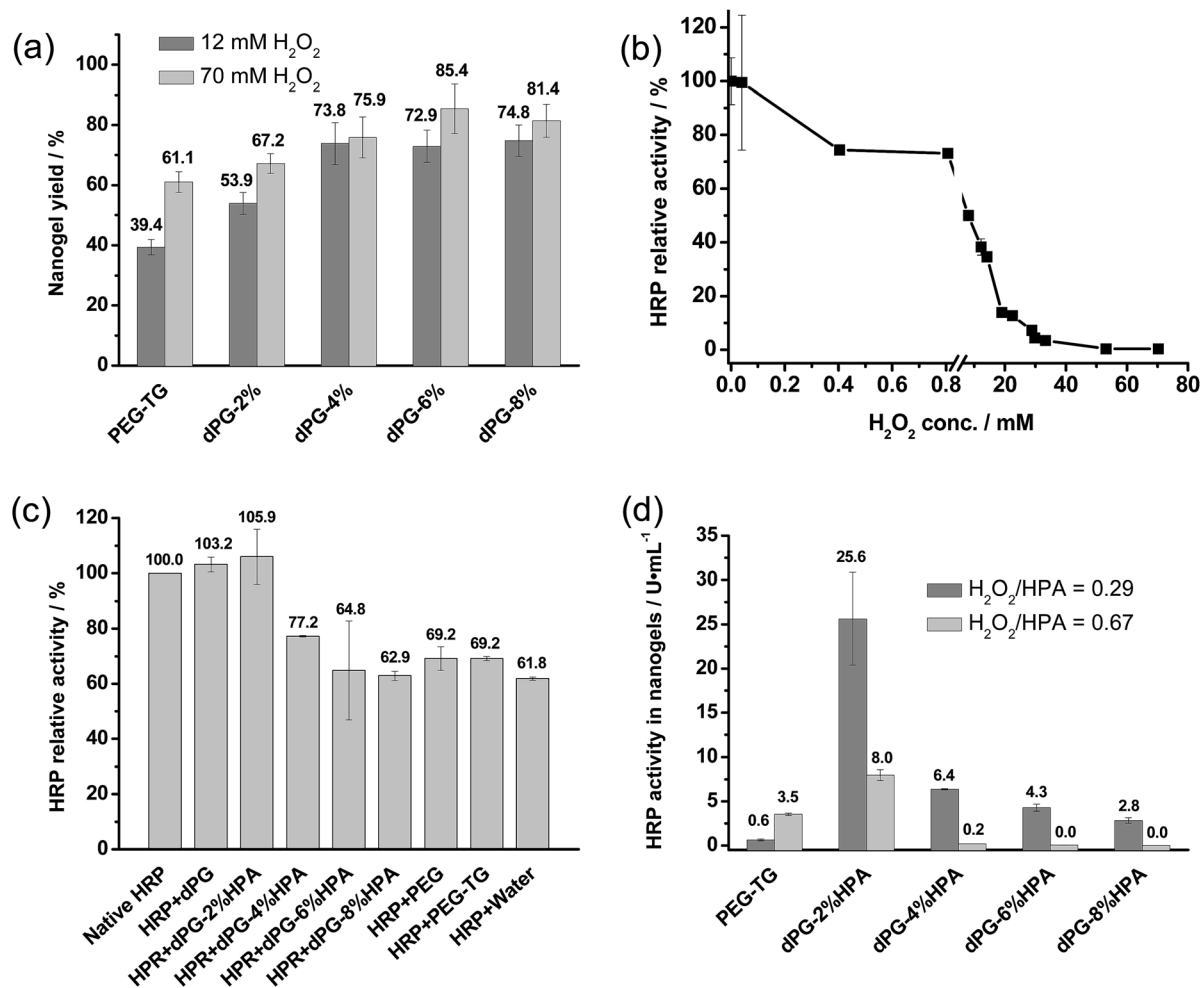 (a)
12 mM H₂O₂
70 mM H₂O₂
Nanogel yield / %
100
80
60
40
20
0
39.4
61.1
53.9
67.2
73.8
75.9
72.9
85.4
74.8
81.4
PEG-TG
dPG-2%
dPG-4%
dPG-6%
dPG-8%
(b)
HRP relative activity / %
120
100
80
60
40
20
0
0.0
0.2
0.4
0.6
0.8
20
40
60
80
H₂O₂ conc. / mM
(c)
HRP relative activity / %
120
100
80
60
40
20
0
100.0
103.2
105.9
77.2
64.8
62.9
69.2
69.2
61.8
Native HRP
HRP+dPG
HPR+dPG-2%HPA
HPR+dPG-4%HPA
HPR+dPG-6%HPA
HPR+dPG-8%HPA
HRP+PEG
HRP+PEG-TG
HRP+Water
(d)
HRP activity in nanogels / U•mL⁻¹
35
30
25
20
15
10
5
0
H₂O₂/HPA = 0.29
H₂O₂/HPA = 0.67
0.6
3.5
25.6
8.0
6.4
0.2
4.3
0.0
2.8
0.0
PEG-TG
dPG-2%HPA
dPG-4%HPA
dPG-6%HPA
dPG-8%HPA